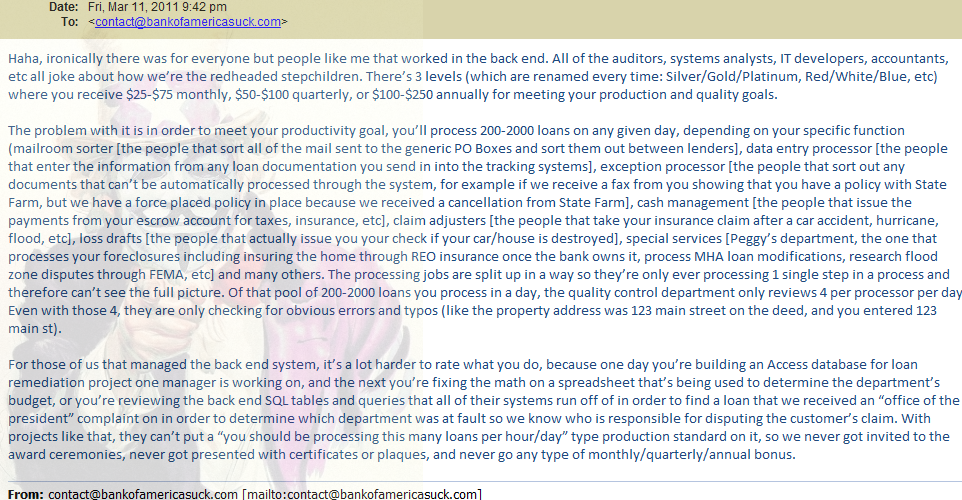 Date: Fri, Mar 11, 2011 9:42 pm
To: <contact@bankofamericasuck.com>
Haha, ironically there was for everyone but people like me that worked in the back end. All of the auditors, systems analysts, IT developers, accountants,
etc all joke about how we’re the redheaded stepchildren. There’s 3 levels (which are renamed every time: Silver/Gold/Platinum, Red/White/Blue, etc)
where you receive $25-$75 monthly, $50-$100 quarterly, or $100-$250 annually for meeting your production and quality goals.
The problem with it is in order to meet your productivity goal, you’ll process 200-2000 loans on any given day, depending on your specific function
(mailroom sorter [the people that sort all of the mail sent to the generic PO Boxes and sort them out between lenders], data entry processor [the people
that enter the information from any loan documentation you send in into the tracking systems], exception processor [the people that sort out any
documents that can’t be automatically processed through the system, for example if we receive a fax from you showing that you have a policy with State
Farm, but we have a force placed policy in place because we received a cancellation from State Farm], cash management [the people that issue the
payments from your escrow account for taxes, insurance, etc], claim adjusters [the people that take your insurance claim after a car accident, hurricane,
flood, etc], loss drafts [the people that actually issue you your check if your car/house is destroyed], special services [Peggy’s department, the one that
processes your foreclosures including insuring the home through REO insurance once the bank owns it, process MHA loan modifications, research flood
zone disputes through FEMA, etc] and many others. The processing jobs are split up in a way so they’re only ever processing 1 single step in a process and
therefore can’t see the full picture. Of that pool of 200-2000 loans you process in a day, the quality control department only reviews 4 per processor per day
Even with those 4, they are only checking for obvious errors and typos (like the property address was 123 main street on the deed, and you entered 123
main st).
For those of us that managed the back end system, it’s a lot harder to rate what you do, because one day you’re building an Access database for loan
remediation project one manager is working on, and the next you’re fixing the math on a spreadsheet that’s being used to determine the department’s
budget, or you’re reviewing the back end SQL tables and queries that all of their systems run off of in order to find a loan that we received an “office of the
president” complaint on in order to determine which department was at fault so we know who is responsible for disputing the customer’s claim. With
projects like that, they can’t put a “you should be processing this many loans per hour/day” type production standard on it, so we never got invited to the
award ceremonies, never got presented with certificates or plaques, and never go any type of monthly/quarterly/annual bonus.
From: contact@bankofamericasuck.com [mailto:contact@bankofamericasuck.com]